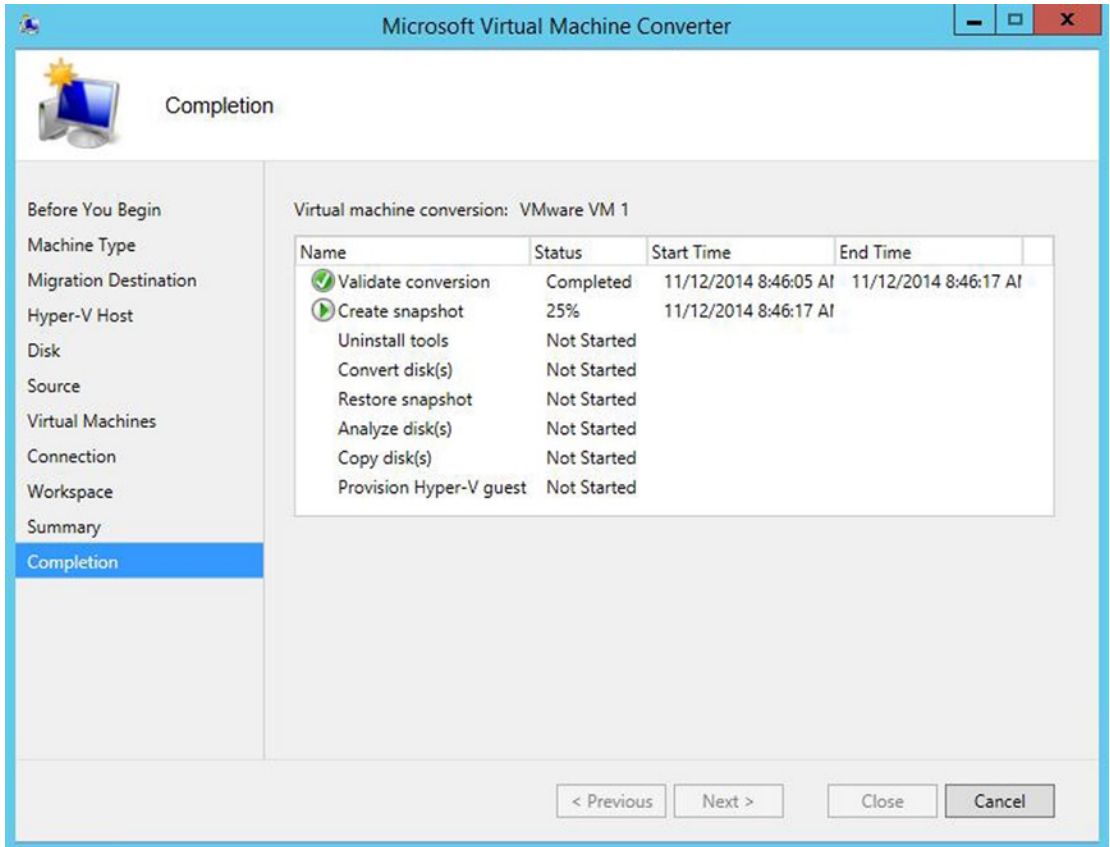 Microsoft Virtual Machine Converter
Completion
Before You Begin
Machine Type
Migration Destination
Hyper-V Host
Disk
Source
Virtual Machines
Connection
Workspace
Summary
Completion
Virtual machine conversion: VMware VM 1
Name Status Start Time End Time
Validate conversion Completed 11/12/2014 8:46:05 11/12/2014 8:46:17
Create snapshot 25% 11/12/2014 8:46:17
Uninstall tools Not Started
Convert disk(s) Not Started
Restore snapshot Not Started
Analyze disk(s) Not Started
Copy disk(s) Not Started
Provision Hyper-V guest Not Started
< Previous Next > Close Cancel